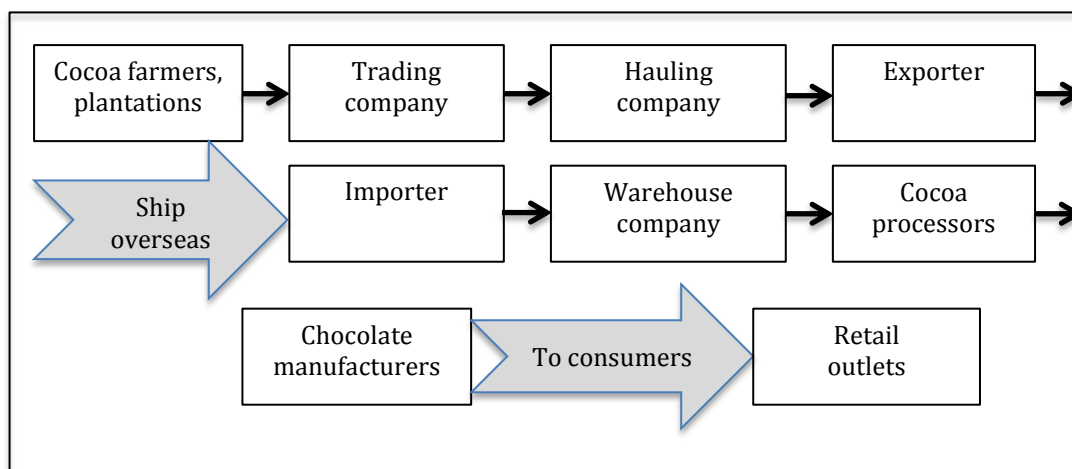 Cocoa farmers,
plantations
Trading
company
Hauling
company
Exporter
Ship
overseas
Importer
Warehouse
company
Cocoa
processors
Chocolate
manufacturers
To consumers
Retail
outlets